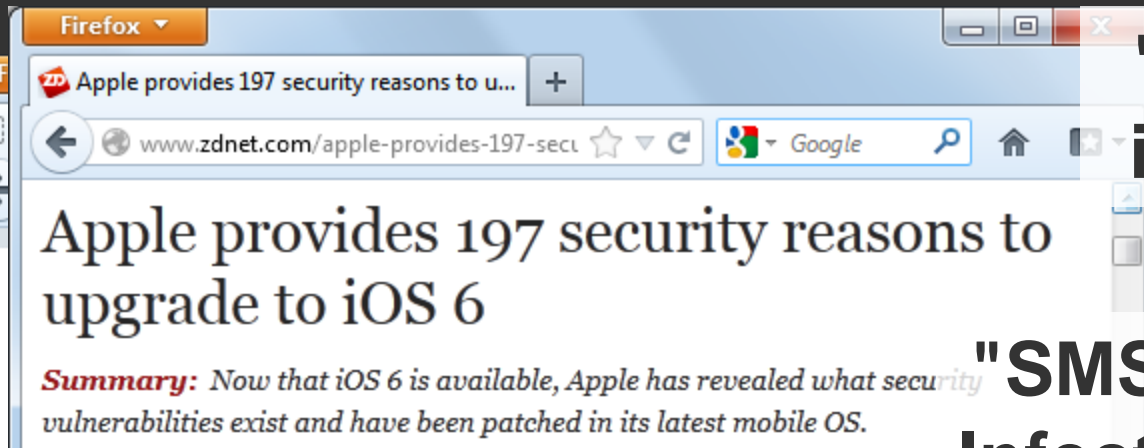 Firefox
Apple provides 197 security reasons to u...
www.zdnet.com/apple-provides-197-secu
Google
Apple provides 197 security reasons to
upgrade to iOS 6
Summary: Now that iOS 6 is available, Apple has revealed what security
vulnerabilities exist and have been patched in its latest mobile OS.
"SMS